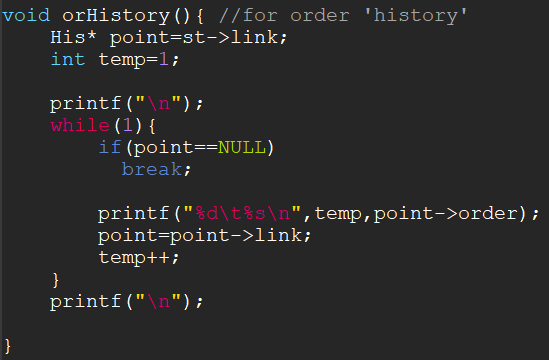 void orHistory(){ //for order 'history'
    His* point=st->link;
    int temp=1;

    printf("\n");
    while(1){
        if(point==NULL)
          break;

        printf("%d\t%s\n",temp,point->order);
        point=point->link;
        temp++;
    }
    printf("\n");

}